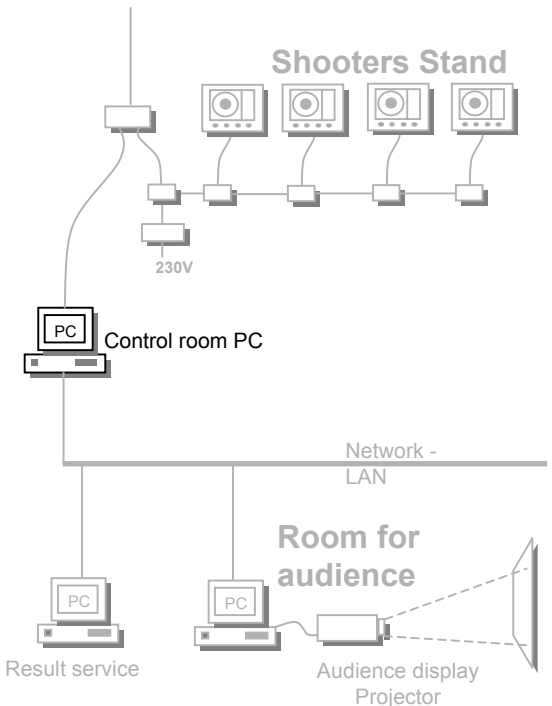 Shooters Stand
230V
PC
Control room PC
Network -
LAN
Room for
audience
PC
PC
Result service
Audience display
Projector